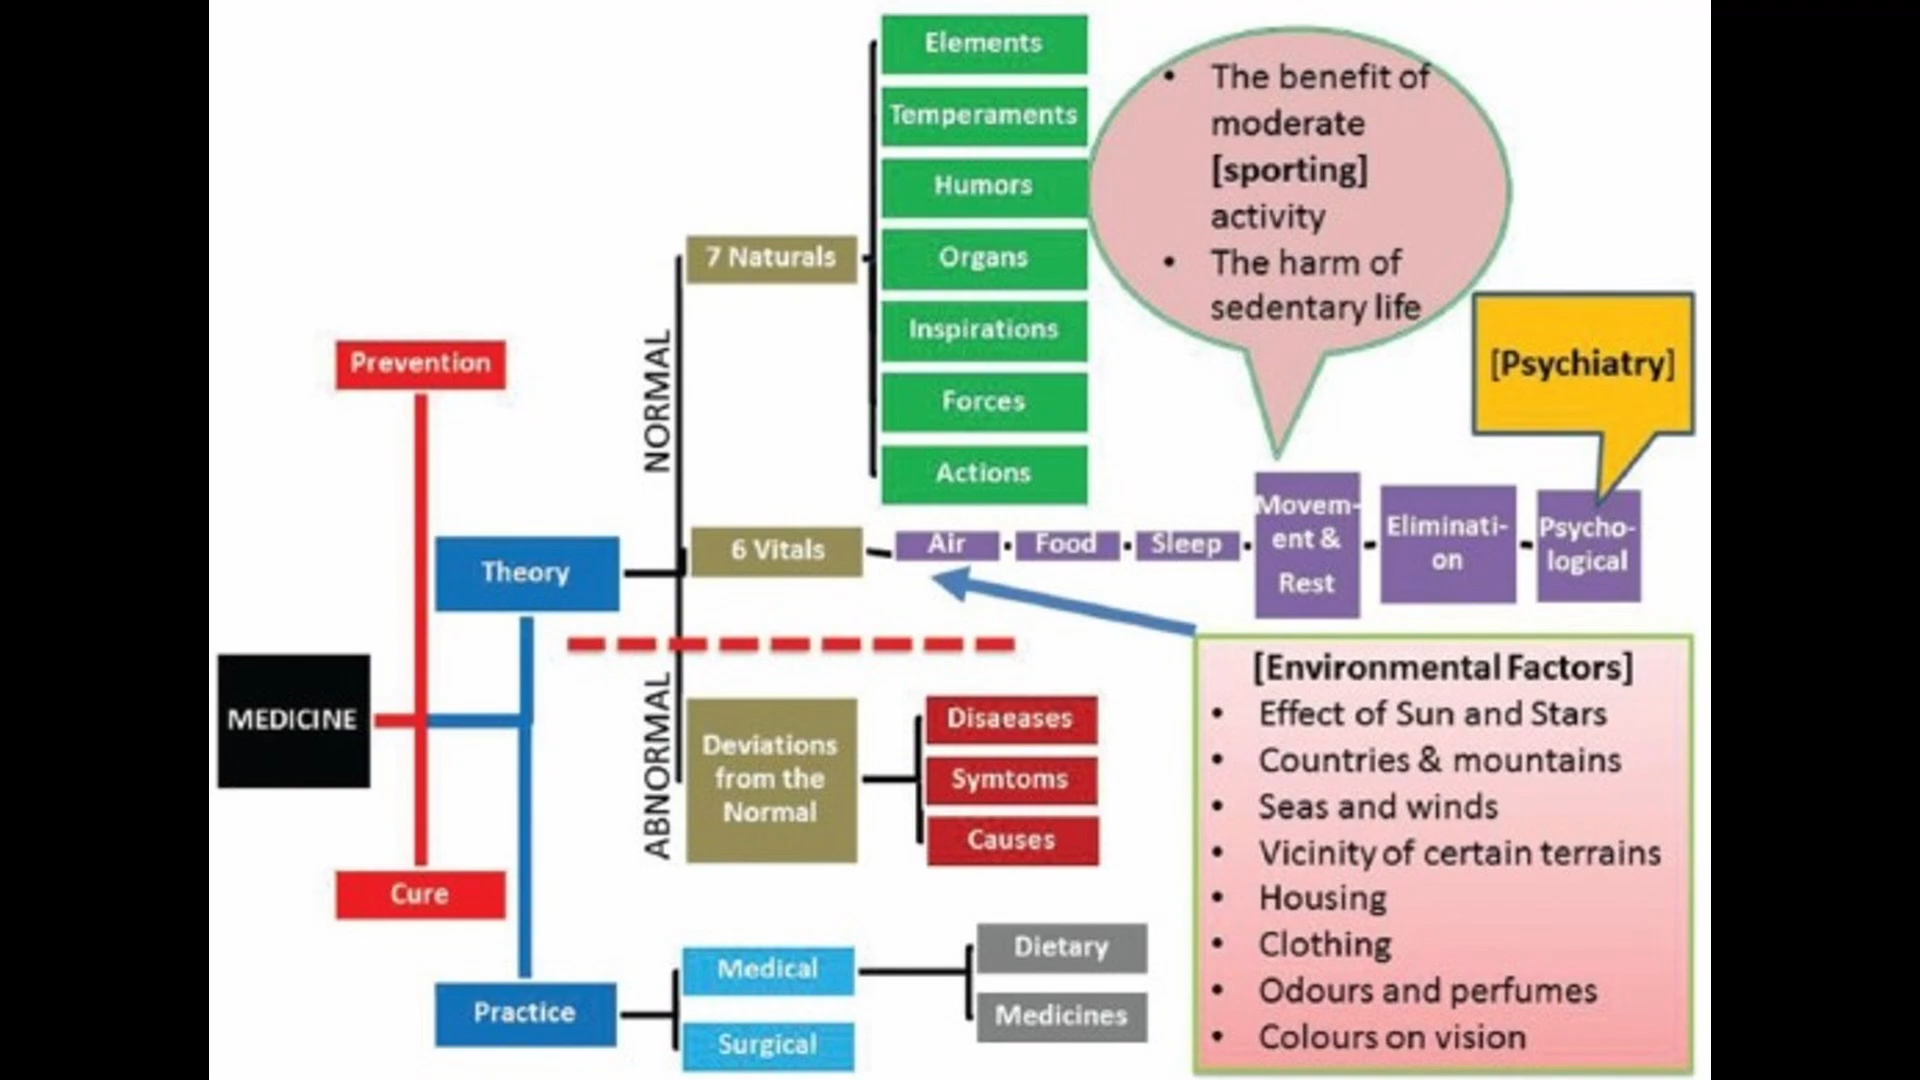 Elements
Temperaments
Humors
Organs
Inspirations
Forces
Actions
• The benefit of
moderate
[sporting]
activity
• The harm of
sedentary life
[Psychiatry]
7 Naturals
NORMAL
Prevention
Theory
6 Vitals
Air
Food
Sleep
Movem-
ent &
Rest
Eliminati-
on
Psycho-
logical
MEDICINE
ABNORMAL
Deviations
from the
Normal
Disaeases
Symtoms
Causes
Cure
Practice
Medical
Surgical
Dietary
Medicines
[Environmental Factors]
• Effect of Sun and Stars
• Countries & mountains
• Seas and winds
• Vicinity of certain terrains
• Housing
• Clothing
• Odours and perfumes
• Colours on vision